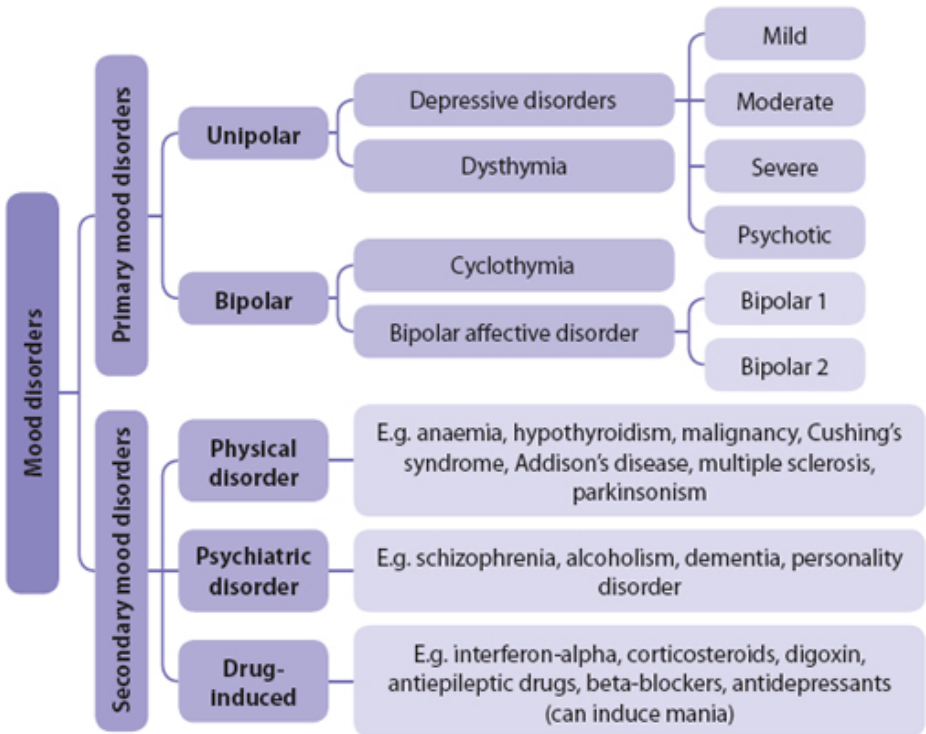 Mood disorders
Primary mood disorders
Unipolar
Depressive disorders
Mild
Moderate
Severe
Psychotic
Dysthymia
Bipolar
Cyclothymia
Bipolar affective disorder
Bipolar 1
Bipolar 2
Secondary mood disorders
Physical
disorder
E.g. anaemia, hypothyroidism, malignancy, Cushing's
syndrome, Addison's disease, multiple sclerosis,
parkinsonism
Psychiatric
disorder
E.g. schizophrenia, alcoholism, dementia, personality
disorder
Drug-
induced
E.g. interferon-alpha, corticosteroids, digoxin,
antiepileptic drugs, beta-blockers, antidepressants
(can induce mania)